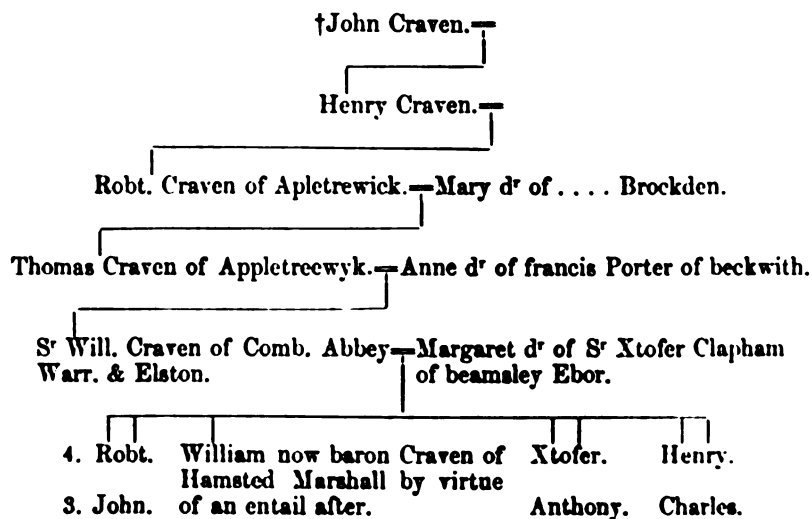 †John Craven.
Henry Craven.
Robt. Craven of Apletrewick. Mary dʳ of . . . . Brockden.
Thomas Craven of Appletreewyk. Anne dʳ of francis Porter of beckwith.
Sʳ Will. Craven of Comb. Abbey Margaret dʳ of Sʳ Xtofer Clapham
Warr. & Elston. of beamsley Ebor.
4. Robt. William now baron Craven of Xtofer. Henry.
Hamsted Marshall by virtue
3. John. of an entail after. Anthony. Charles.